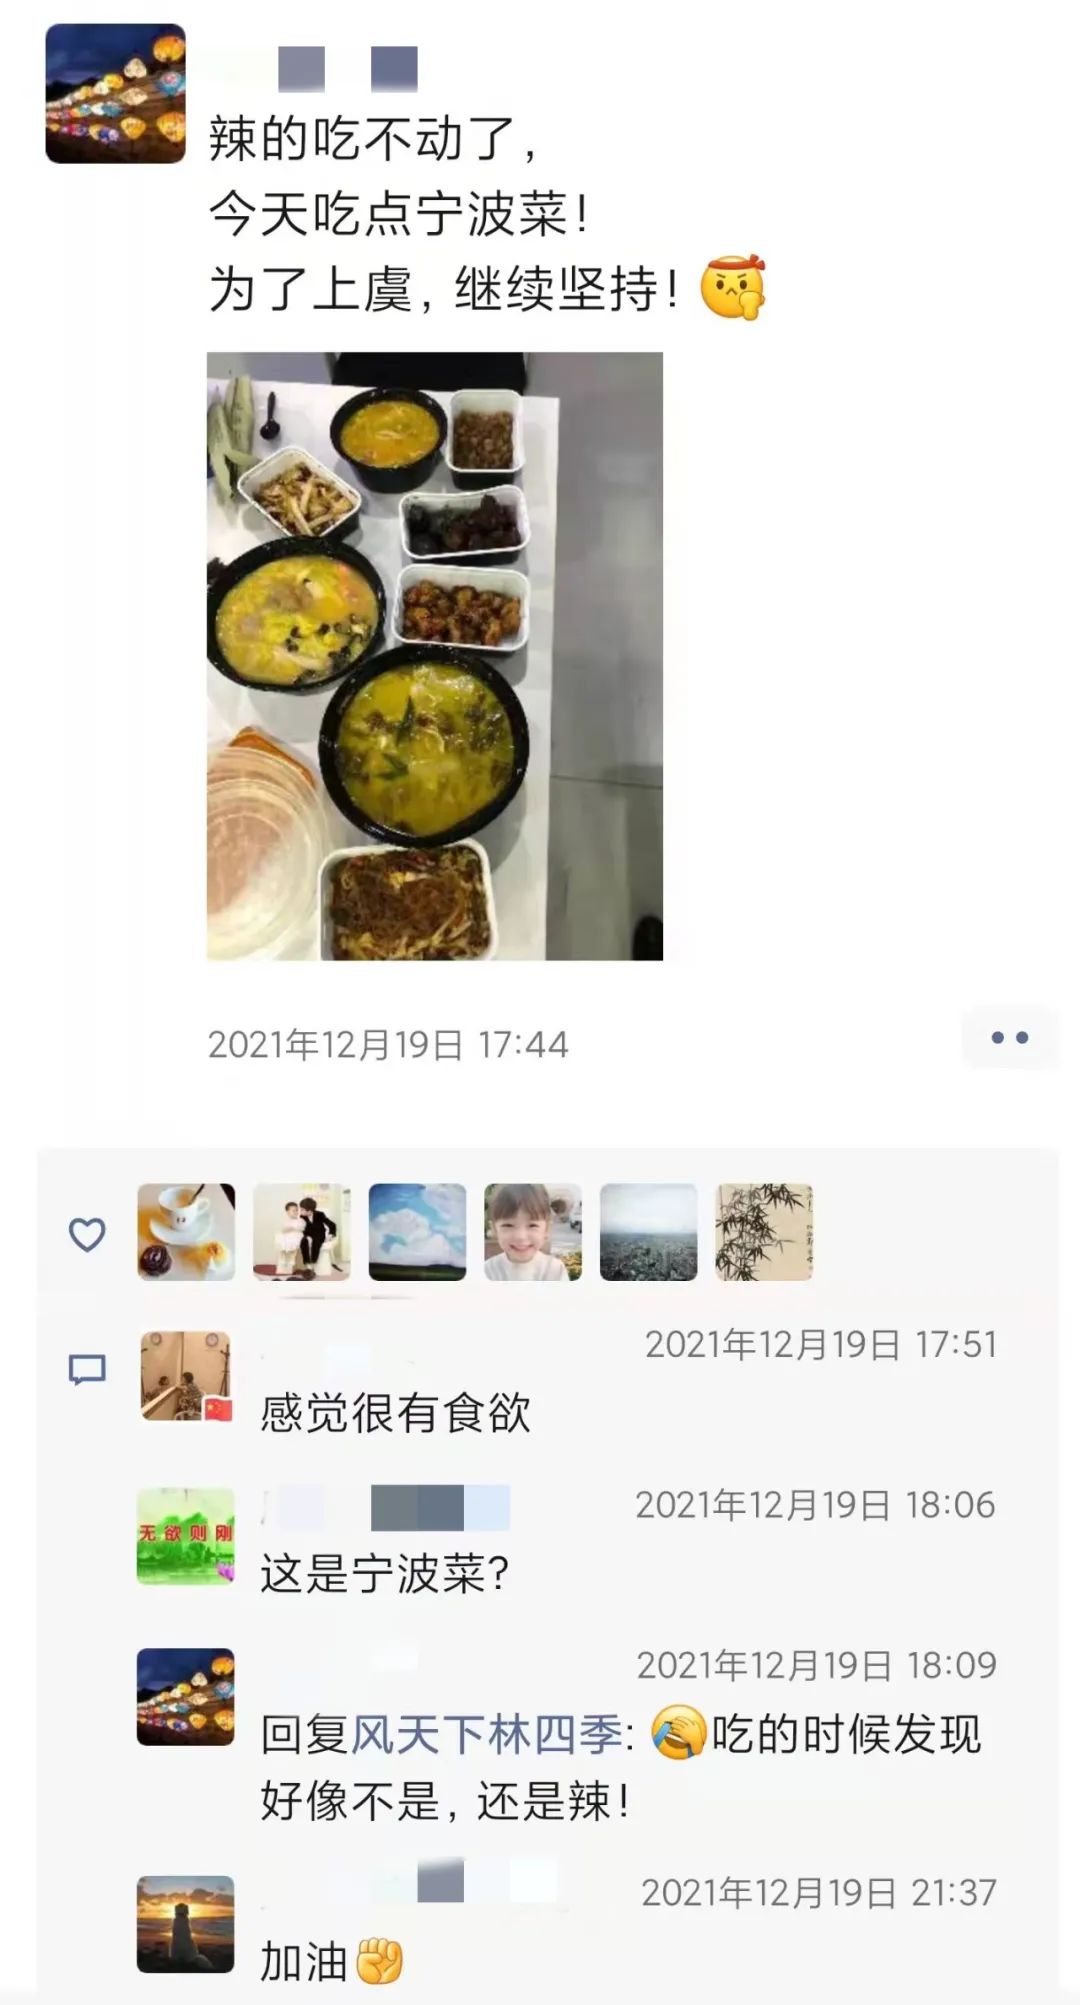 辣的吃不动了，
今天吃点宁波菜！
为了上虞，继续坚持！
2021年12月19日 17:44
2021年12月19日 17:51
感觉很有食欲
2021年12月19日 18:06
无欲则刚
这是宁波菜？
2021年12月19日 18:09
回复风天下林四季：吃的时候发现
好像不是，还是辣！
2021年12月19日 21:37
加油